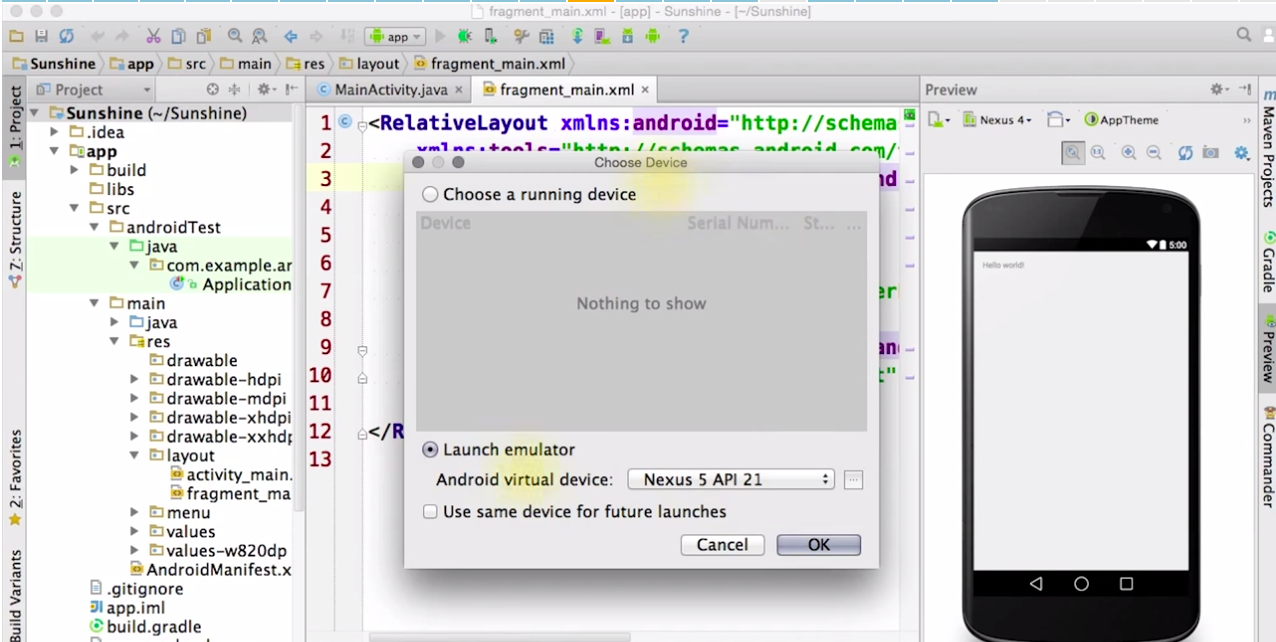 fragment_main.xml - [app] - Sunshine - [~/Sunshine]
app
?
Sunshine app src main res layout fragment_main.xml
1: Project
7: Structure
2: Favorites
Build Variants
Project
Sunshine (~/Sunshine)
.idea
app
build
libs
src
androidTest
java
com.example.ar
Application
main
java
res
drawable
drawable-hdpi
drawable-mdpi
drawable-xhdpi
drawable-xxhdp
layout
activity_main.
fragment_ma
menu
values
values-w820dp
AndroidManifest.x
.gitignore
app.iml
build.gradle
MainActivity.java × fragment_main.xml ×
1 <RelativeLayout xmlns:android="http://schema
2 xmlns:tools="http://schemas.android.com/
3 nd
4
5
6
7 er
8
9 an
10 t"
11
12 </R
13
Choose Device
Choose a running device
Device Serial Num... St... ...
Nothing to show
Launch emulator
Android virtual device: Nexus 5 API 21 ...
Use same device for future launches
Cancel OK
Preview
Nexus 4 AppTheme »
1:1
5:00
Hello world!
m Maven Projects
Gradle
Preview
Commander